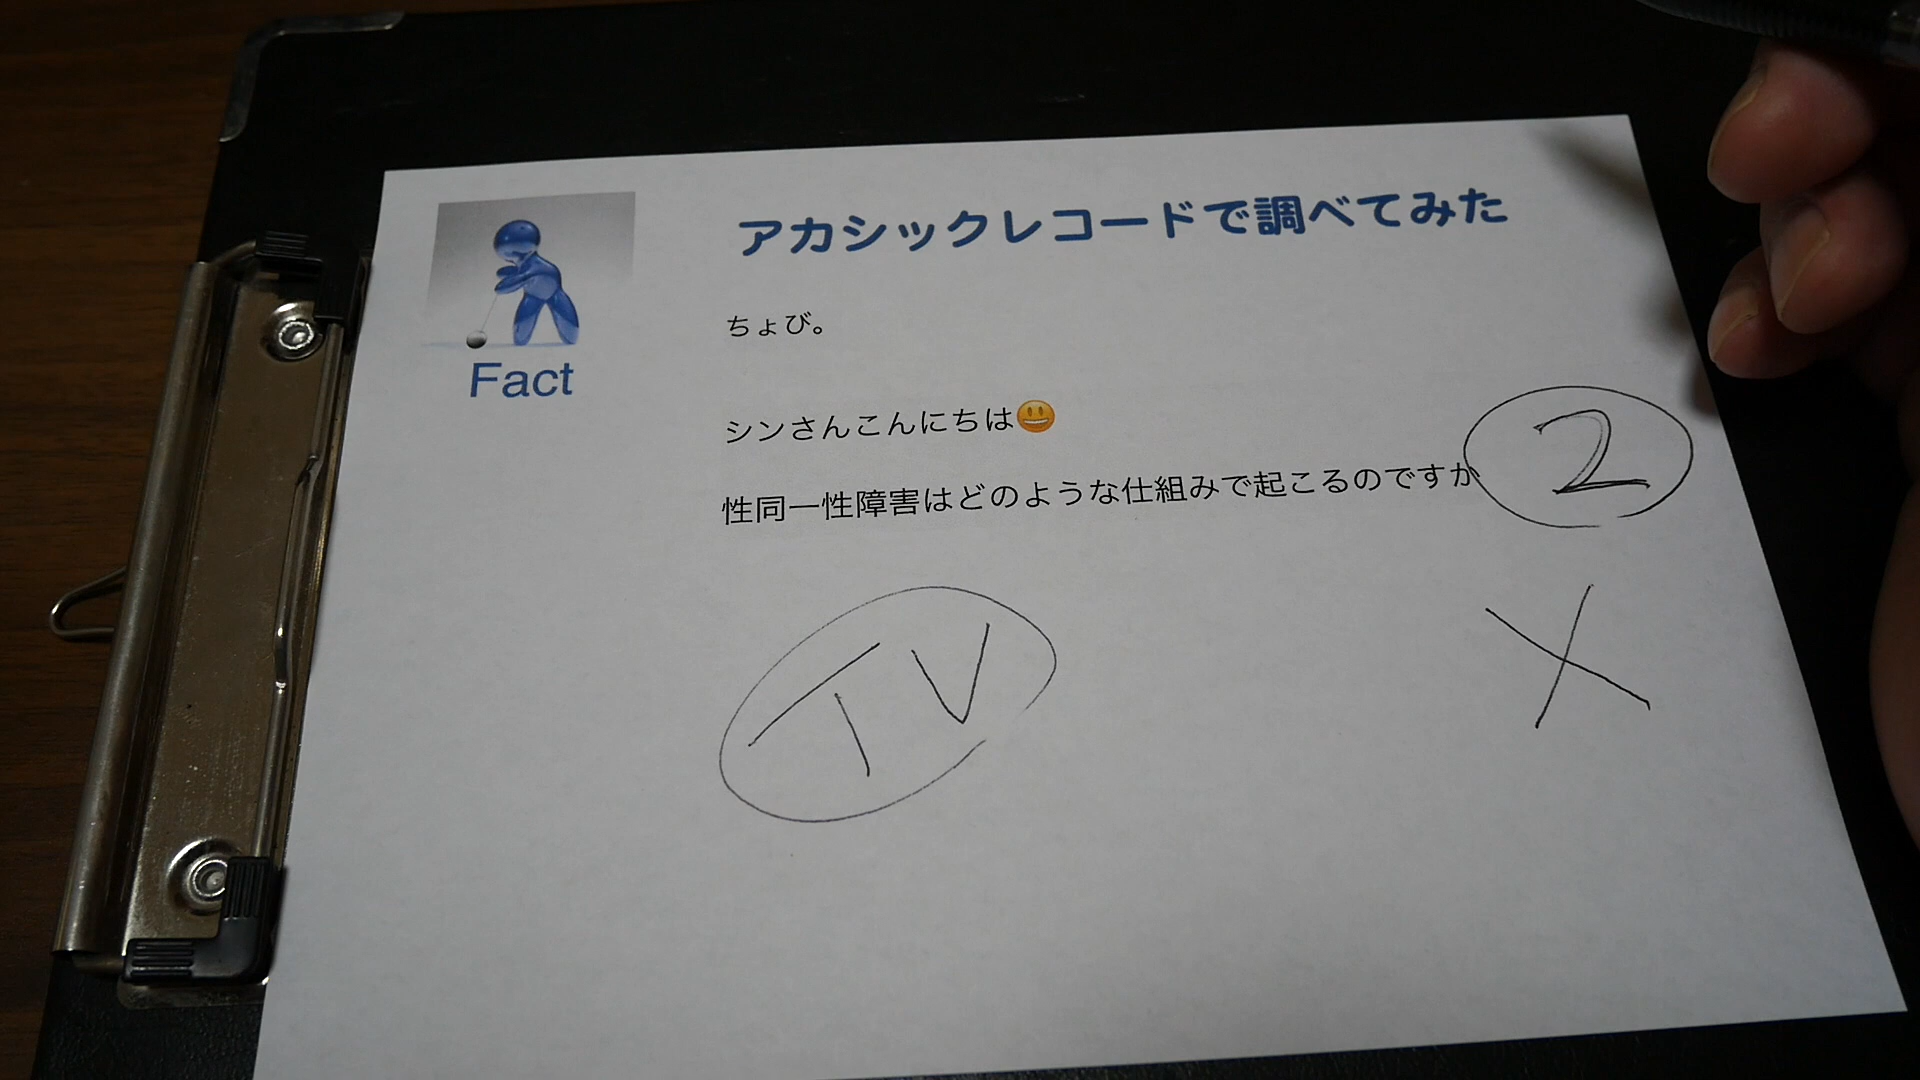 アカシックレコードで調べてみた
Fact
ちょび。
シンさんこんにちは😃
性同一性障害はどのような仕組みで起こるのですか
2
TV
X